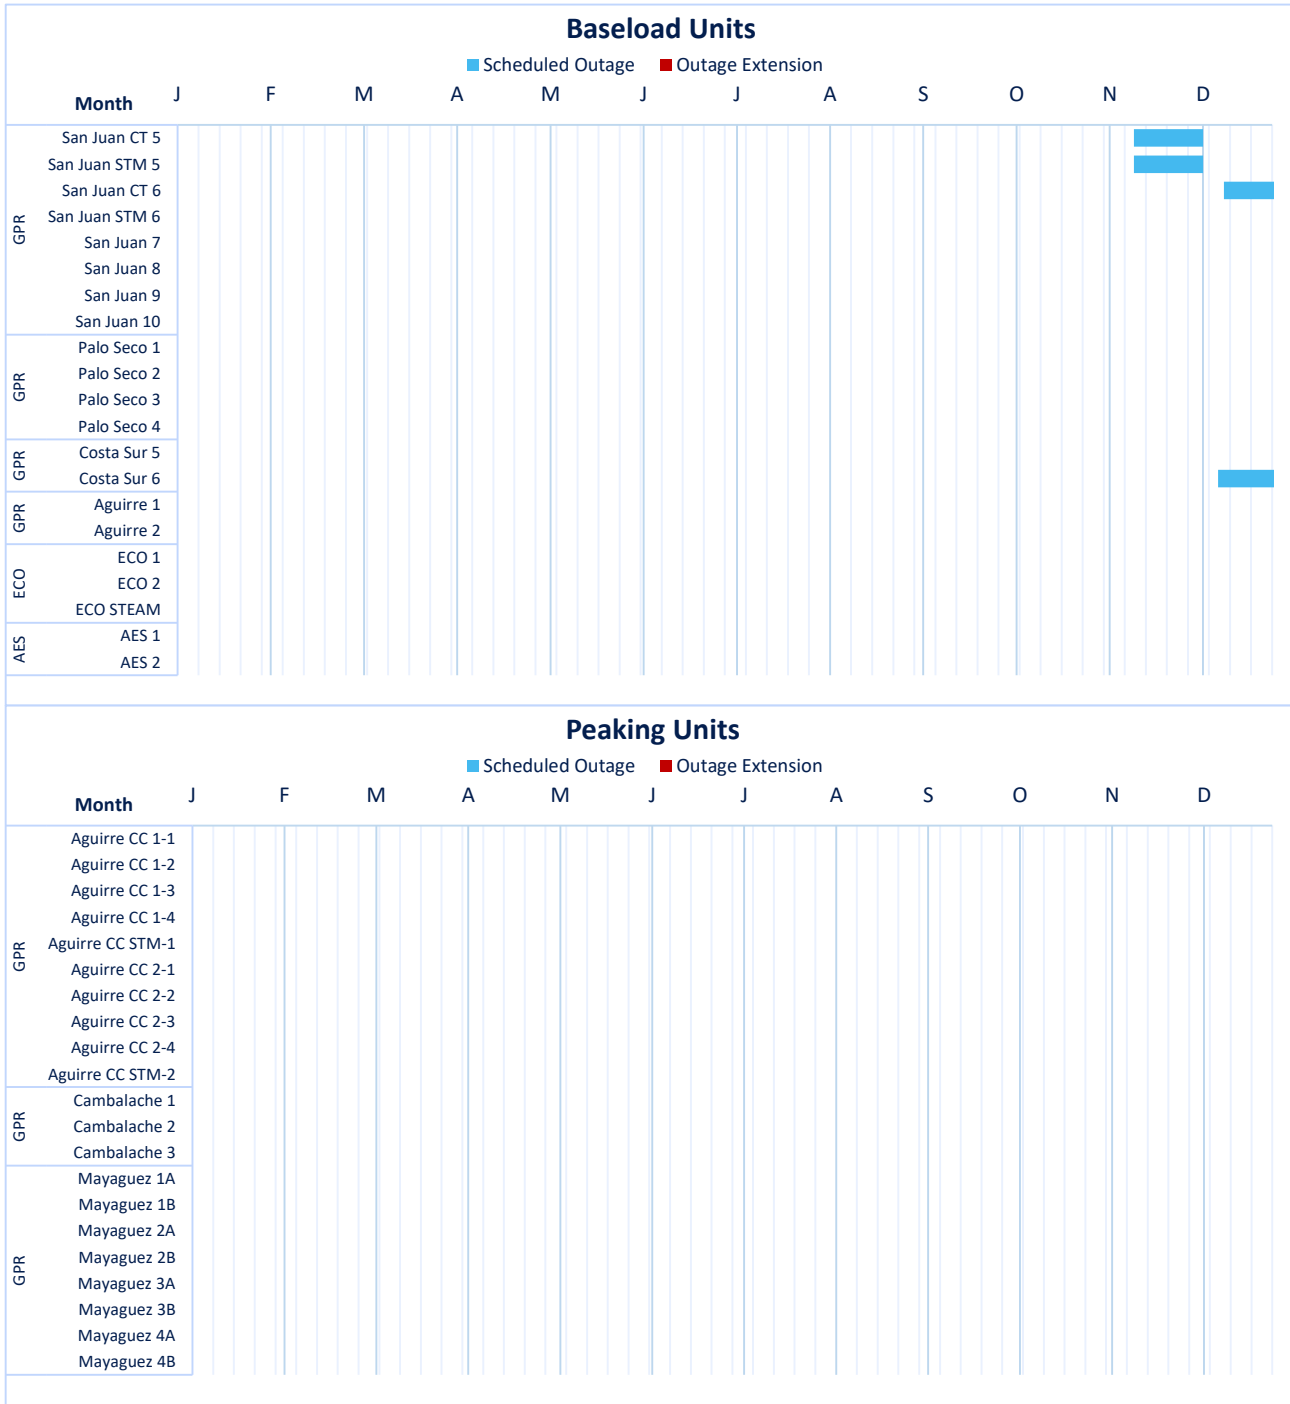 Baseload Units
Scheduled Outage Outage Extension
Month J F M A M J J A S O N D
GPR
San Juan CT 5
San Juan STM 5
San Juan CT 6
San Juan STM 6
San Juan 7
San Juan 8
San Juan 9
San Juan 10
GPR
Palo Seco 1
Palo Seco 2
Palo Seco 3
Palo Seco 4
GPR
Costa Sur 5
Costa Sur 6
GPR
Aguirre 1
Aguirre 2
ECO
ECO 1
ECO 2
ECO STEAM
AES
AES 1
AES 2
Peaking Units
Scheduled Outage Outage Extension
Month J F M A M J J A S O N D
GPR
Aguirre CC 1-1
Aguirre CC 1-2
Aguirre CC 1-3
Aguirre CC 1-4
Aguirre CC STM-1
Aguirre CC 2-1
Aguirre CC 2-2
Aguirre CC 2-3
Aguirre CC 2-4
Aguirre CC STM-2
GPR
Cambalache 1
Cambalache 2
Cambalache 3
GPR
Mayaguez 1A
Mayaguez 1B
Mayaguez 2A
Mayaguez 2B
Mayaguez 3A
Mayaguez 3B
Mayaguez 4A
Mayaguez 4B